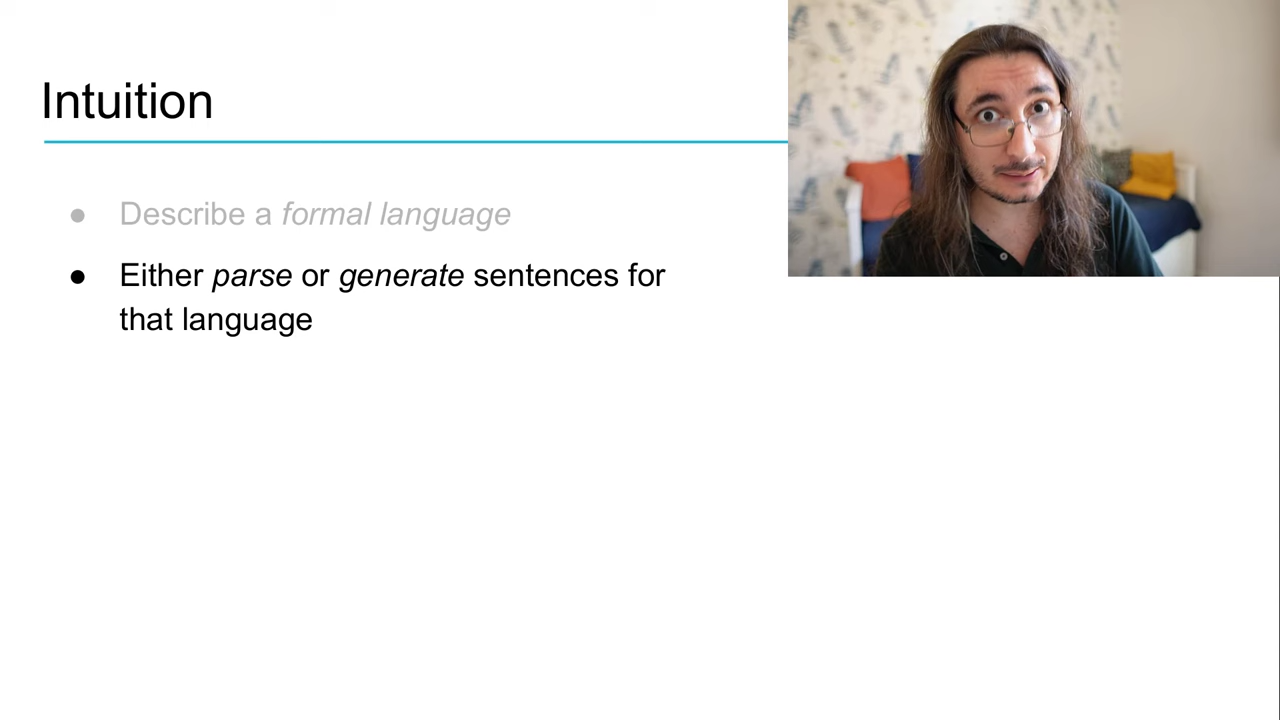 Intuition
● Describe a formal language
● Either parse or generate sentences for
that language